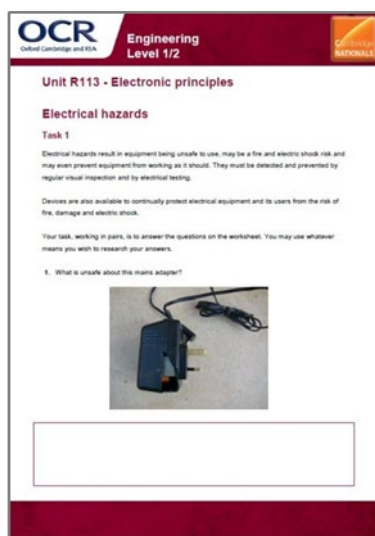 OCR
Oxford Cambridge and RSA
Engineering
Level 1/2
Cambridge
NATIONALS
Unit R113 - Electronic principles
Electrical hazards
Task 1
Electrical hazards result in equipment being unsafe to use, may be a fire and electric shock risk and
may even prevent equipment from working as it should. They must be detected and prevented by
regular visual inspection and by electrical testing.
Devices are also available to continually protect electrical equipment and its users from the risk of
fire, damage and electric shock.
Your task, working in pairs, is to answer the questions on the worksheet. You may use whatever
means you wish to research your answers.
1. What is unsafe about this mains adapter?